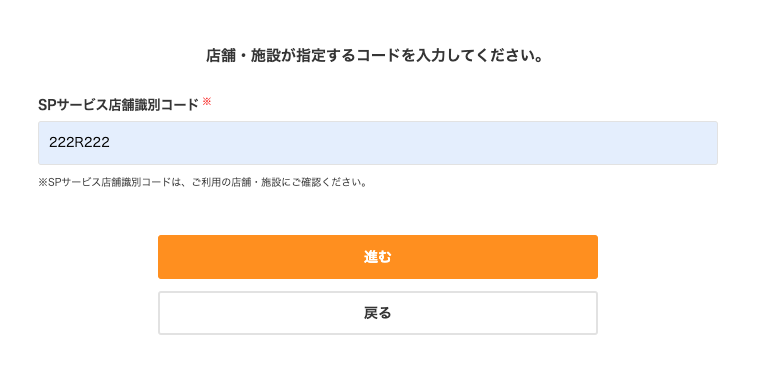 店舗・施設が指定するコードを入力してください。
SPサービス店舗識別コード ※
222R222
※SPサービス店舗識別コードは、ご利用の店舗・施設にご確認ください。
進む
戻る